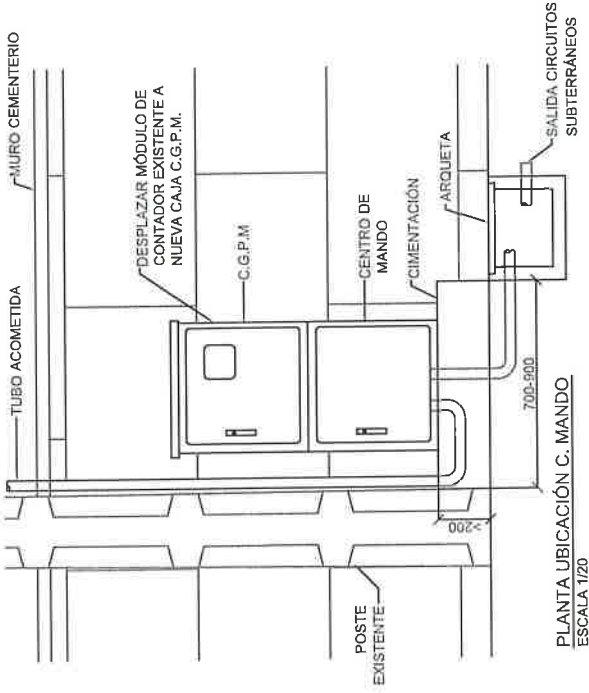 MURO CEMENTERIO
TUBO ACOMETIDA
DESPLAZAR MÓDULO DE
CONTADOR EXISTENTE A
NUEVA CAJA C.G.P.M.
C.G.P.M
CENTRO DE
MANDO
CIMENTACIÓN
ARQUETA
SALIDA CIRCUITOS
SUBTERRÁNEOS
700-900
>200
POSTE
EXISTENTE
PLANTA UBICACIÓN C. MANDO
ESCALA 1/20